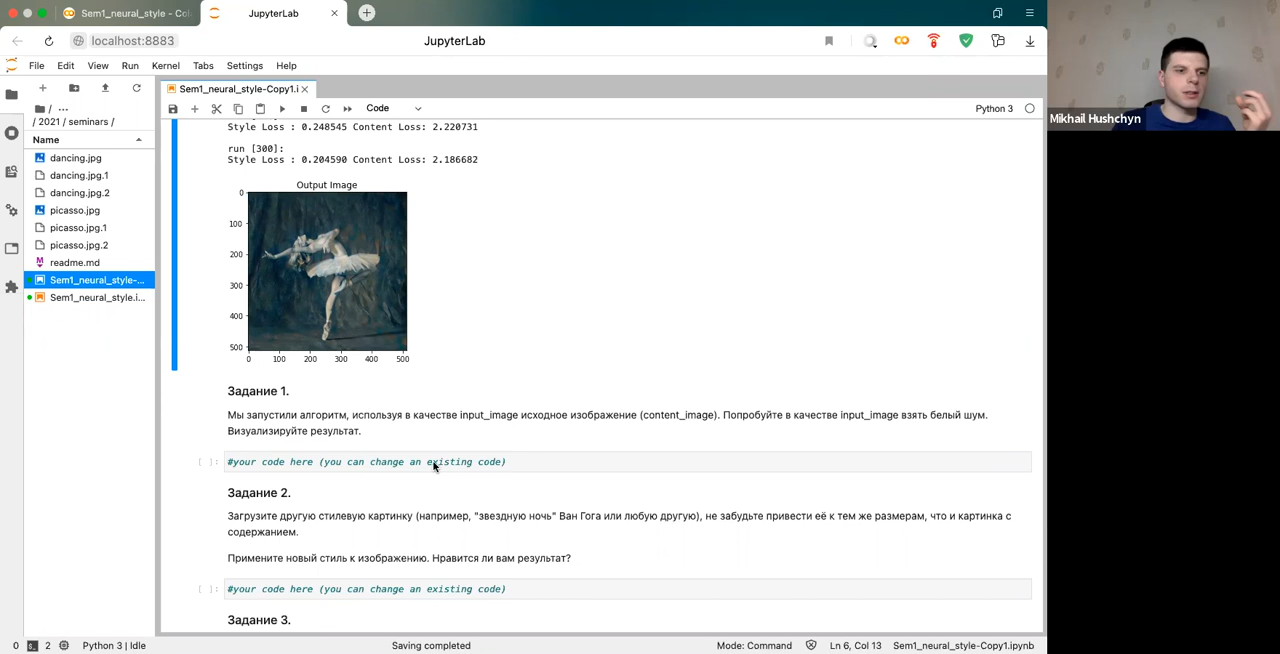 Sem1_neural_style - Col
JupyterLab
localhost:8883
JupyterLab
File Edit View Run Kernel Tabs Settings Help
Mikhail Hushchyn
Sem1_neural_style-Copy1.i
/ ...
/ 2021 / seminars /
Code
Python 3
Name
dancing.jpg
dancing.jpg.1
dancing.jpg.2
picasso.jpg
picasso.jpg.1
picasso.jpg.2
readme.md
Sem1_neural_style-...
Sem1_neural_style.i...
Style Loss : 0.248545 Content Loss: 2.220731
run [300]:
Style Loss : 0.204590 Content Loss: 2.186682
Output Image
0
100
200
300
400
500
0 100 200 300 400 500
Задание 1.
Мы запустили алгоритм, используя в качестве input_image исходное изображение (content_image). Попробуйте в качестве input_image взять белый шум.
Визуализируйте результат.
[ ]: #your code here (you can change an existing code)
Задание 2.
Загрузите другую стилевую картинку (например, "звездную ночь" Ван Гога или любую другую), не забудьте привести её к тем же размерам, что и картинка с
содержанием.
Примените новый стиль к изображению. Нравится ли вам результат?
[ ]: #your code here (you can change an existing code)
Задание 3.
0 2 Python 3 | Idle Saving completed Mode: Command Ln 6, Col 13 Sem1_neural_style-Copy1.ipynb